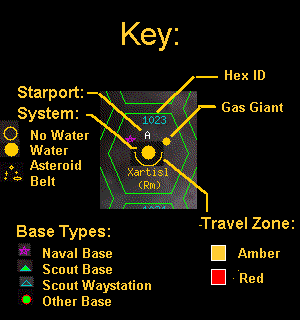 Key:
Hex ID
Starport:
System:
Gas Giant
1023
A
No Water
Water
Asteroid
Belt
Xartisl
(Rm)
Travel Zone:
Base Types:
Naval Base
Scout Base
Scout Waystation
Other Base
Amber
Red